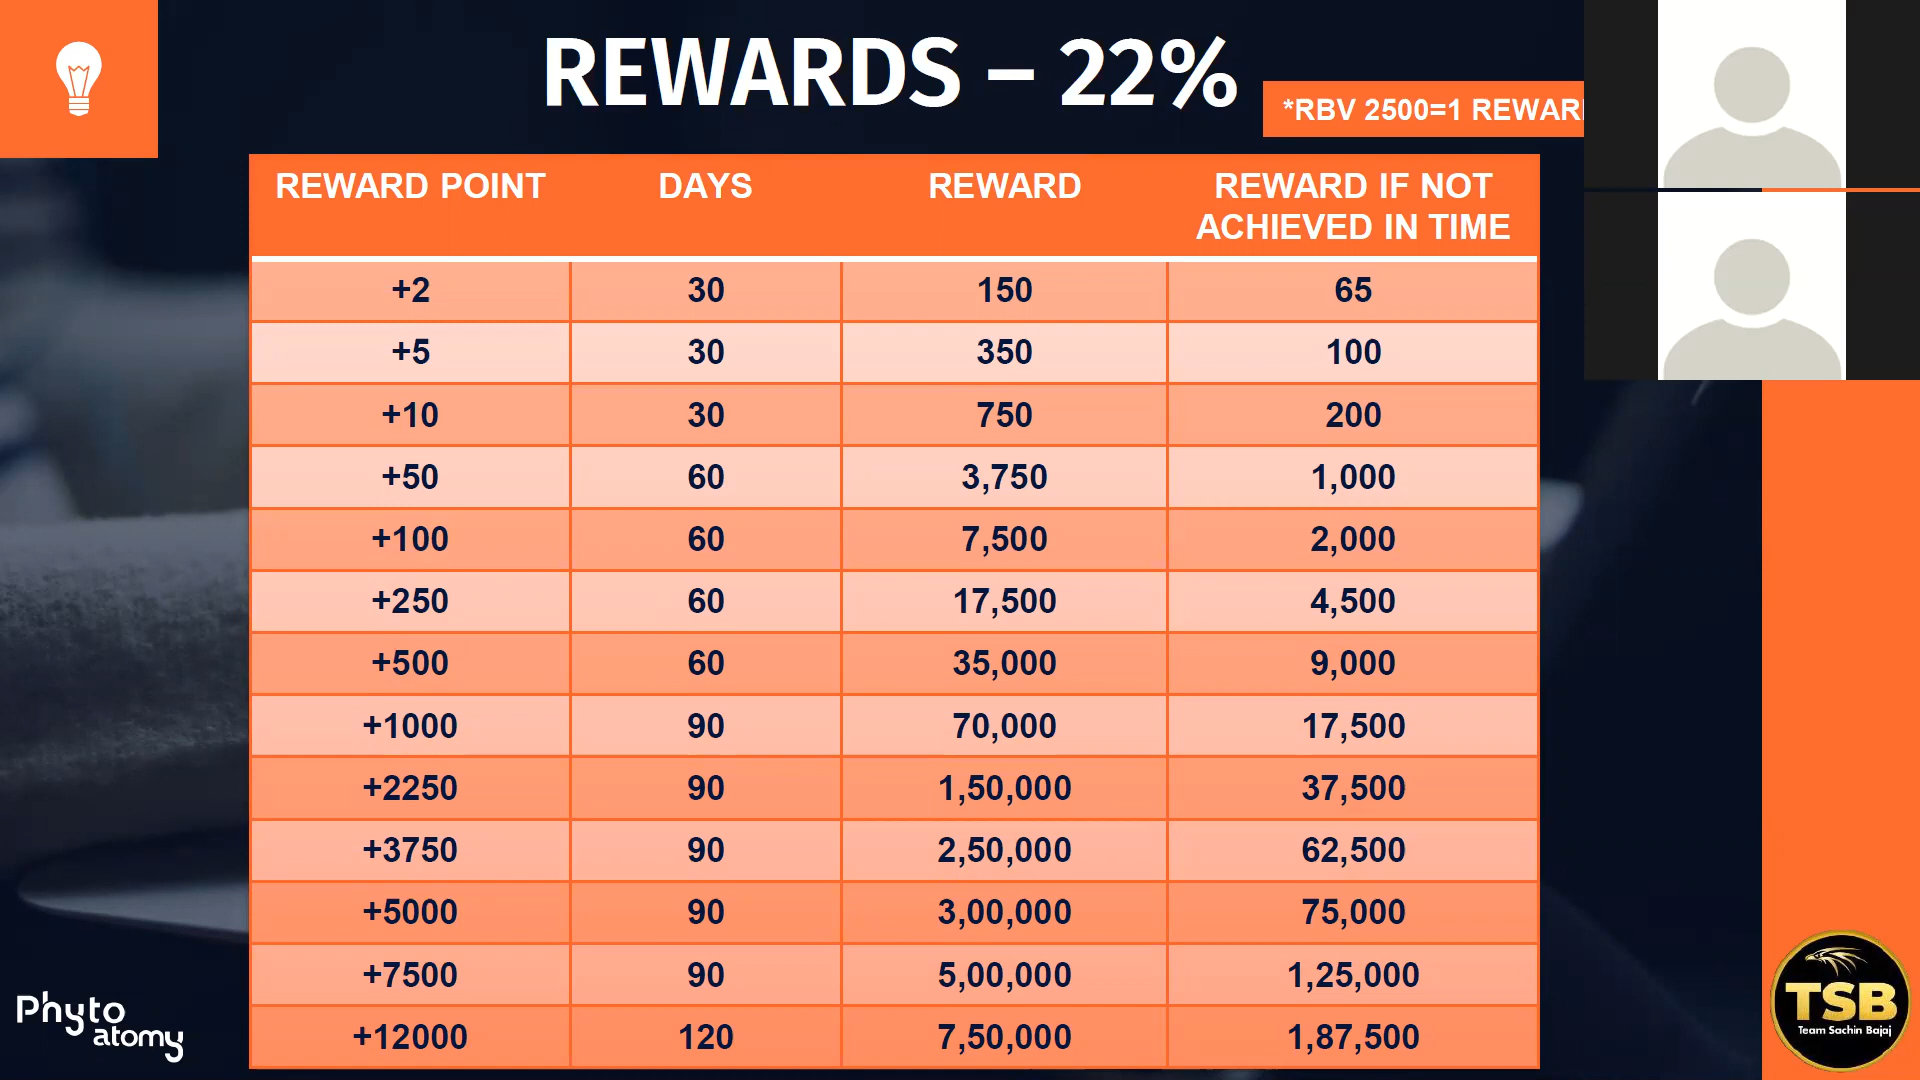 REWARDS – 22%
*RBV 2500=1
REWARD POINT DAYS REWARD REWARD IF NOT ACHIEVED IN TIME
+2 30 150 65
+5 30 350 100
+10 30 750 200
+50 60 3,750 1,000
+100 60 7,500 2,000
+250 60 17,500 4,500
+500 60 35,000 9,000
+1000 90 70,000 17,500
+2250 90 1,50,000 37,500
+3750 90 2,50,000 62,500
+5000 90 3,00,000 75,000
+7500 90 5,00,000 1,25,000
+12000 120 7,50,000 1,87,500
Phyto
atomy
TSB
Team Sachin Bajaj